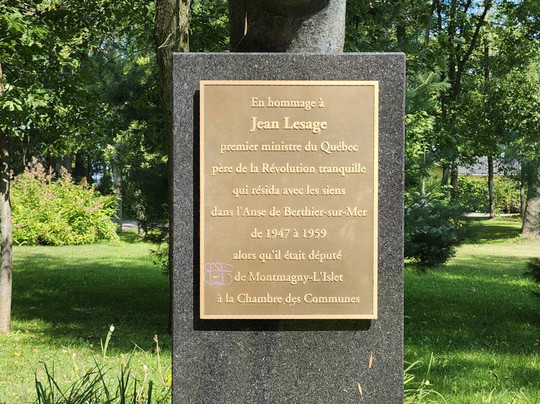 En hommage à
Jean Lesage
premier ministre du Québec
père de la Révolution tranquille
qui résida avec les siens
dans l'Anse de Berthier-sur-Mer
de 1947 à 1959
alors qu'il était député
de Montmagny-L'Islet
à la Chambre des Communes